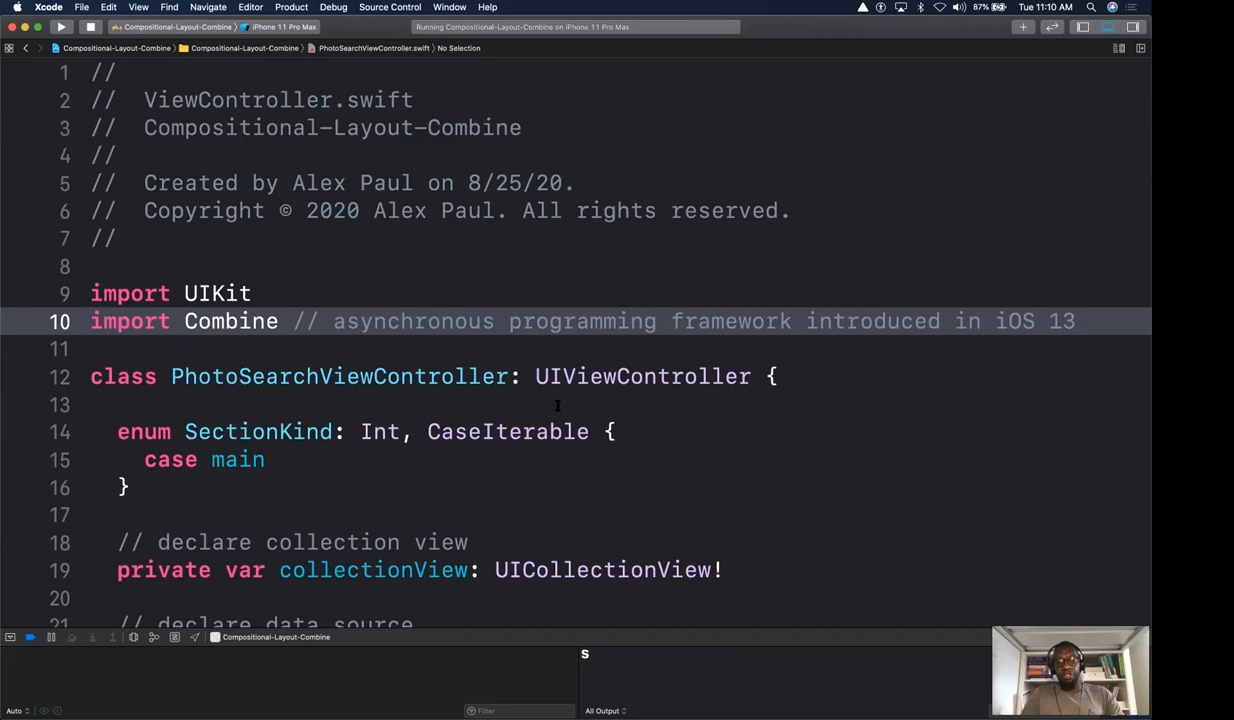 Xcode File Edit View Find Navigate Editor Product Debug Source Control Window Help 87% Tue 11:10 AM
Compositional-Layout-Combine iPhone 11 Pro Max Running Compositional-Layout-Combine on iPhone 11 Pro Max
Compositional-Layout-Combine Compositional-Layout-Combine PhotoSearchViewController.swift No Selection
1 //
2 // ViewController.swift
3 // Compositional-Layout-Combine
4 //
5 // Created by Alex Paul on 8/25/20.
6 // Copyright © 2020 Alex Paul. All rights reserved.
7 //
8
9 import UIKit
10 import Combine // asynchronous programming framework introduced in iOS 13
11
12 class PhotoSearchViewController: UIViewController {
13
14 enum SectionKind: Int, CaseIterable {
15 case main
16 }
17
18 // declare collection view
19 private var collectionView: UICollectionView!
20
21 // declare data source
Compositional-Layout-Combine
s
Auto Filter All Output